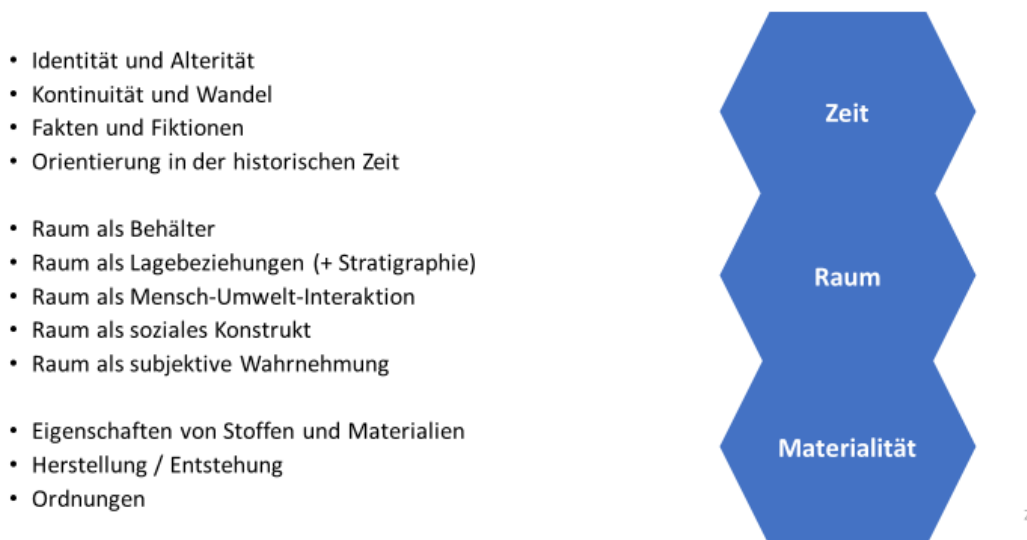 • Identität und Alterität
• Kontinuität und Wandel
• Fakten und Fiktionen
• Orientierung in der historischen Zeit
• Raum als Behälter
• Raum als Lagebeziehungen (+ Stratigraphie)
• Raum als Mensch-Umwelt-Interaktion
• Raum als soziales Konstrukt
• Raum als subjektive Wahrnehmung
• Eigenschaften von Stoffen und Materialien
• Herstellung / Entstehung
• Ordnungen
Zeit
Raum
Materialität